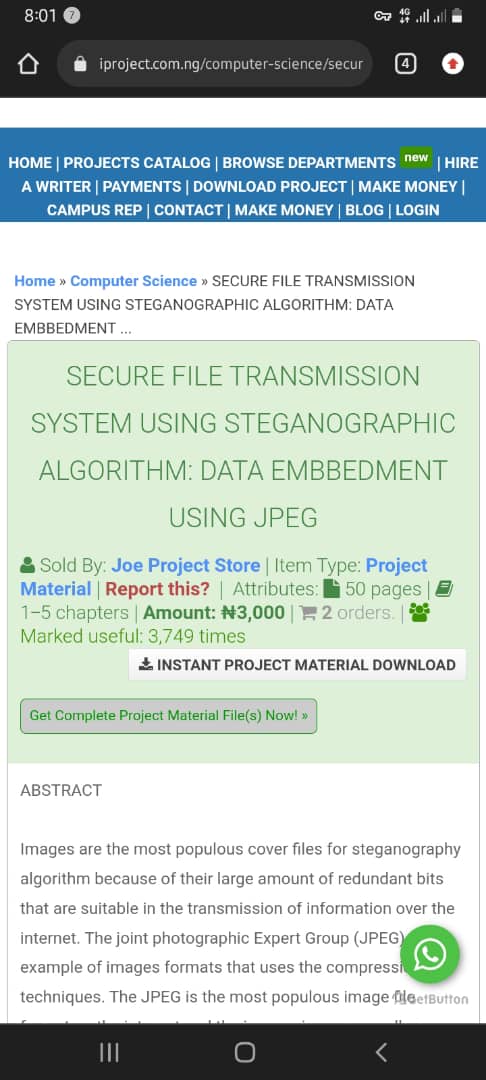 8:01 7
4G
iproject.com.ng/computer-science/secur
4
HOME | PROJECTS CATALOG | BROWSE DEPARTMENTS new | HIRE
A WRITER | PAYMENTS | DOWNLOAD PROJECT | MAKE MONEY |
CAMPUS REP | CONTACT | MAKE MONEY | BLOG | LOGIN
Home » Computer Science » SECURE FILE TRANSMISSION
SYSTEM USING STEGANOGRAPHIC ALGORITHM: DATA
EMBBEDMENT ...
SECURE FILE TRANSMISSION
SYSTEM USING STEGANOGRAPHIC
ALGORITHM: DATA EMBBEDMENT
USING JPEG
Sold By: Joe Project Store | Item Type: Project
Material | Report this? | Attributes: 50 pages |
1–5 chapters | Amount: ₦3,000 | 2 orders. |
Marked useful: 3,749 times
INSTANT PROJECT MATERIAL DOWNLOAD
Get Complete Project Material File(s) Now! »
ABSTRACT
Images are the most populous cover files for steganography
algorithm because of their large amount of redundant bits
that are suitable in the transmission of information over the
internet. The joint photographic Expert Group (JPEG)
example of images formats that uses the compressi
techniques. The JPEG is the most populous image file
GetButton